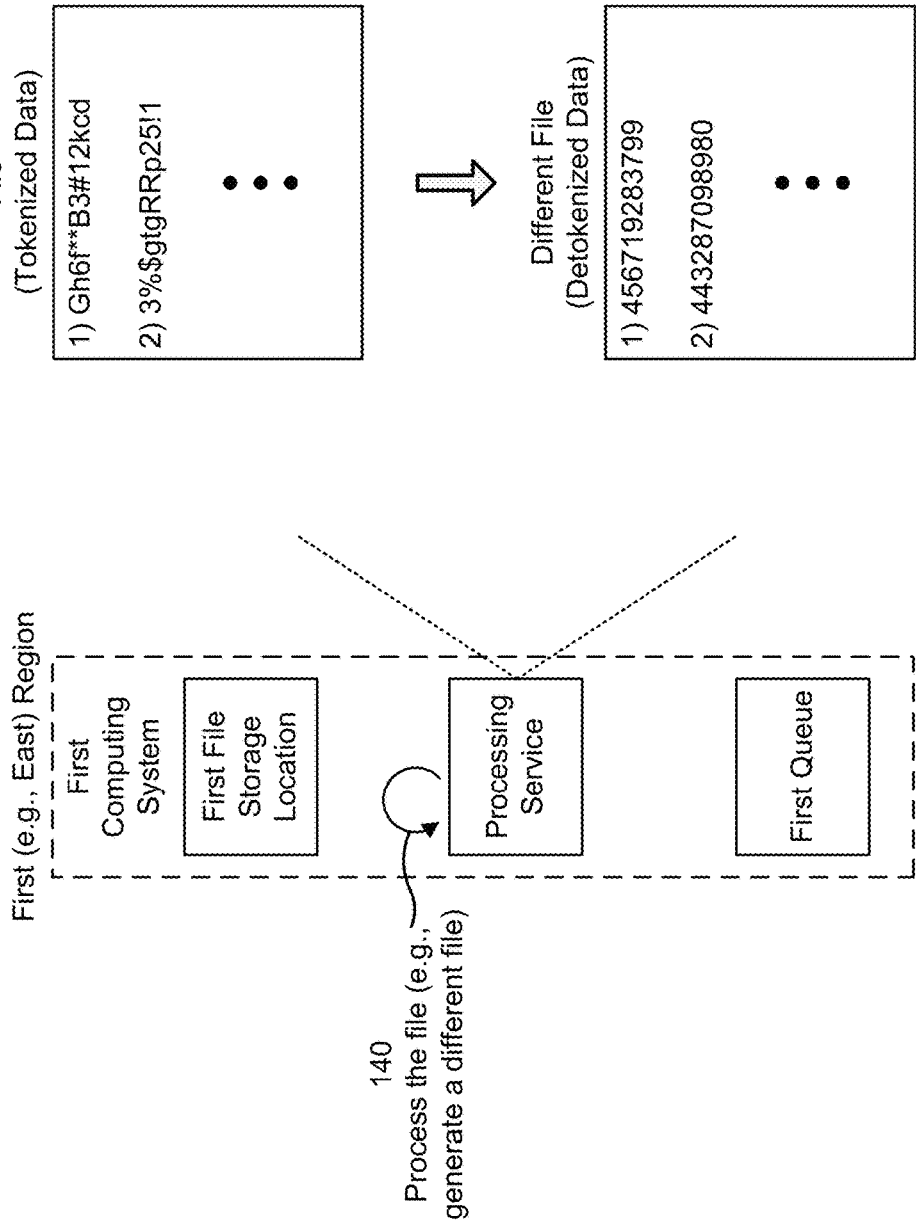 First (e.g., East) Region
First
Computing
System
First File
Storage
Location
140
Process the file (e.g.,
generate a different file)
Processing
Service
First Queue
(Tokenized Data)
1) Gh6f**B3#12kcd
2) 3%$gtgRRp25!1
Different File
(Detokenized Data)
1) 456719283799
2) 443287098980